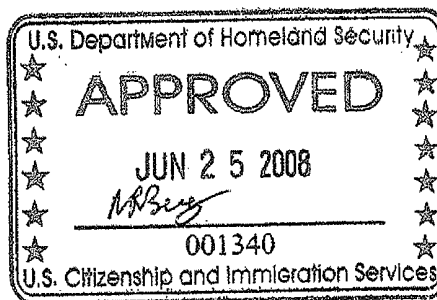 U.S. Department of Homeland Security
APPROVED
JUN 25 2008
001340
U.S. Citizenship and Immigration Services